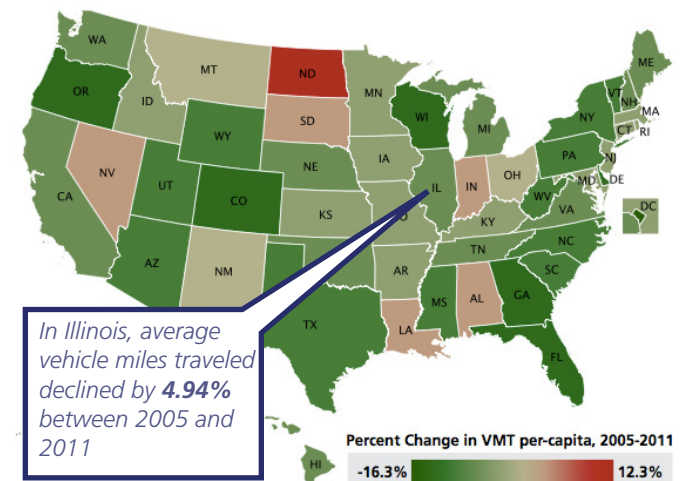 WA
ME
MT
ND
VT
NH
OR
MN
ID
WI
NY
MA
SD
MI
CT
RI
WY
IA
PA
NJ
NE
NV
OH
MD
DE
IL
IN
UT
WV
DC
CA
CO
VA
KS
KY
NC
TN
AZ
NM
AR
SC
MS
AL
GA
TX
LA
FL
In Illinois, average
vehicle miles traveled
declined by 4.94%
between 2005 and
2011
HI
Percent Change in VMT per-capita, 2005-2011
-16.3%
12.3%